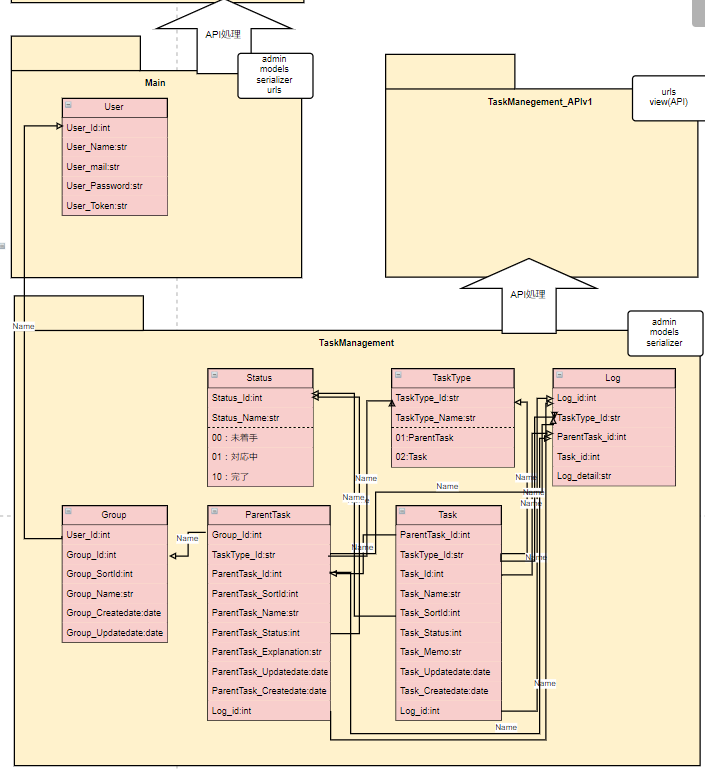 API処理
admin
models
serializer
urls
Main
User
User_Id:int
User_Name:str
User_mail:str
User_Password:str
User_Token:str
urls
view(API)
TaskManegement_APIv1
API処理
Name
admin
models
serializer
TaskManagement
Status
Status_Id:int
Status_Name:str
00：未着手
01：対応中
10：完了
TaskType
TaskType_Id:str
TaskType_Name:str
01:ParentTask
02:Task
Log
Log_id:int
TaskType_Id:str
ParentTask_id:int
Task_id:int
Log_detail:str
Name
Name
Name
Name
Name
Name
Group
User_Id:int
Group_Id:int
Group_SortId:int
Group_Name:str
Group_Createdate:date
Group_Updatedate:date
Name
ParentTask
Group_Id:int
TaskType_Id:str
ParentTask_Id:int
ParentTask_SortId:int
ParentTask_Name:str
ParentTask_Status:int
ParentTask_Explanation:str
ParentTask_Updatedate:date
ParentTask_Createdate:date
Log_id:int
Name
Task
ParentTask_Id:int
TaskType_Id:str
Task_Id:int
Task_Name:str
Task_SortId:int
Task_Status:int
Task_Memo:str
Task_Updatedate:date
Task_Createdate:date
Log_id:int
Name
Name
Name